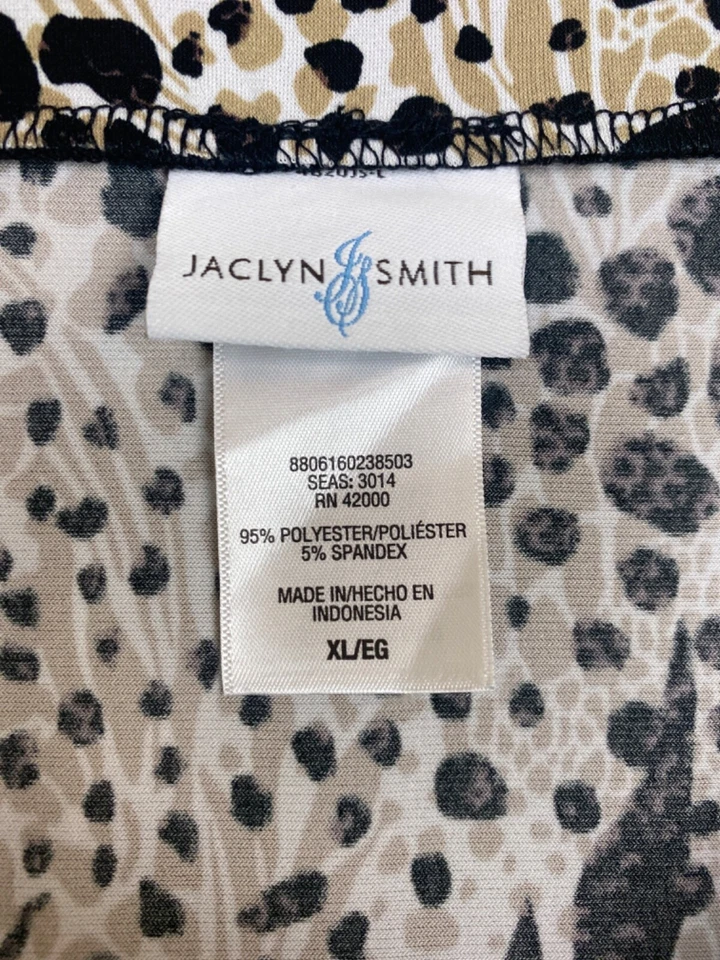 JACLYN JS SMITH
8806160238503
SEAS: 3014
RN 42000
95% POLYESTER/POLIÉSTER
5% SPANDEX
MADE IN/HECHO EN
INDONESIA
XL/EG